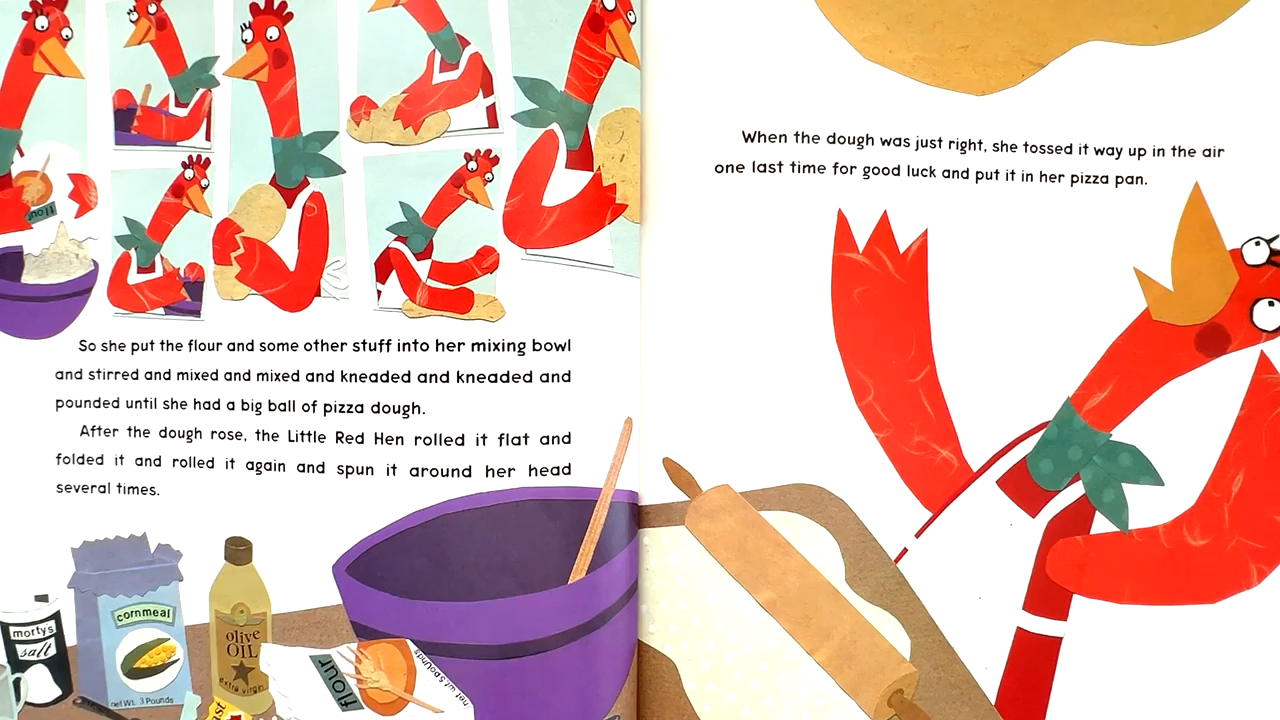 flour
So she put the flour and some other stuff into her mixing bowl
and stirred and mixed and mixed and kneaded and kneaded and
pounded until she had a big ball of pizza dough.
After the dough rose, the Little Red Hen rolled it flat and
folded it and rolled it again and spun it around her head
several times.
mortys
salt
cornmeal
net WT. 3 Pounds
olive
OIL
extra virgin
flour
net wt 5 pounds
When the dough was just right, she tossed it way up in the air
one last time for good luck and put it in her pizza pan.